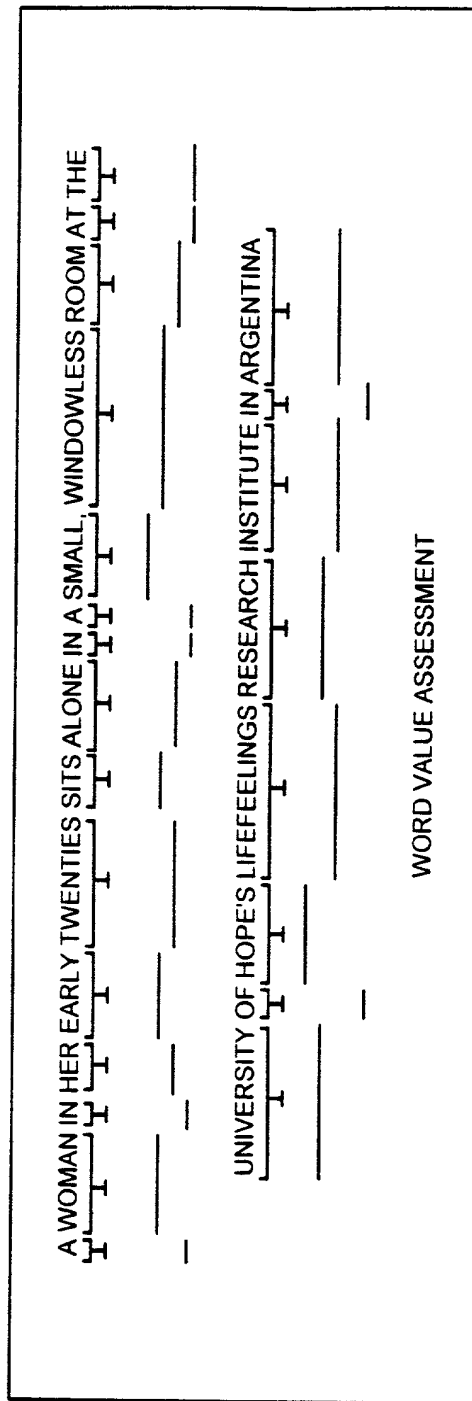 A WOMAN IN HER EARLY TWENTIES SITS ALONE IN A SMALL, WINDOWLESS ROOM AT THE
UNIVERSITY OF HOPE'S LIFEFEELINGS RESEARCH INSTITUTE IN ARGENTINA
WORD VALUE ASSESSMENT